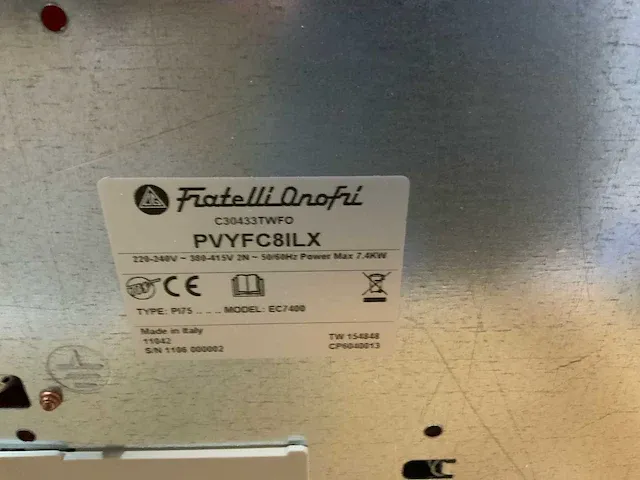 Fratelli Onofri
C30433TWFO
PVYFC8ILX
220-240V ~ 380-415V 2N ~ 50/60Hz Power Max 7.4KW
CE
TYPE: PI75 .. .. .. MODEL: EC7400
Made in Italy
11042 TW 154848
S/N 1106 000002 CP6040013